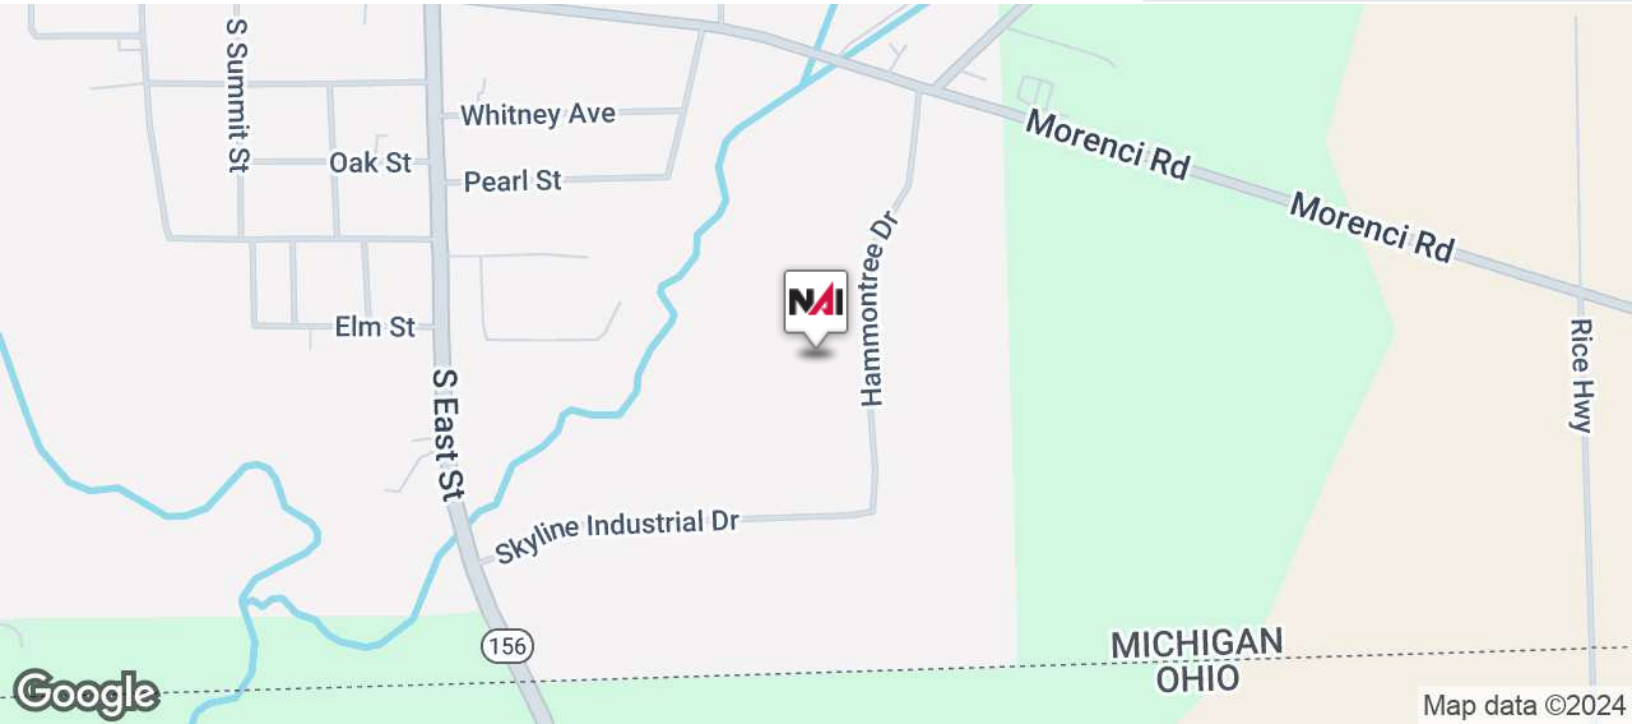 S Summit St
Whitney Ave
Oak St
Pearl St
Morenci Rd
Morenci Rd
Hammontree Dr
NAI
Elm St
Rice Hwy
S East St
Skyline Industrial Dr
156
MICHIGAN
OHIO
Google
Map data ©2024